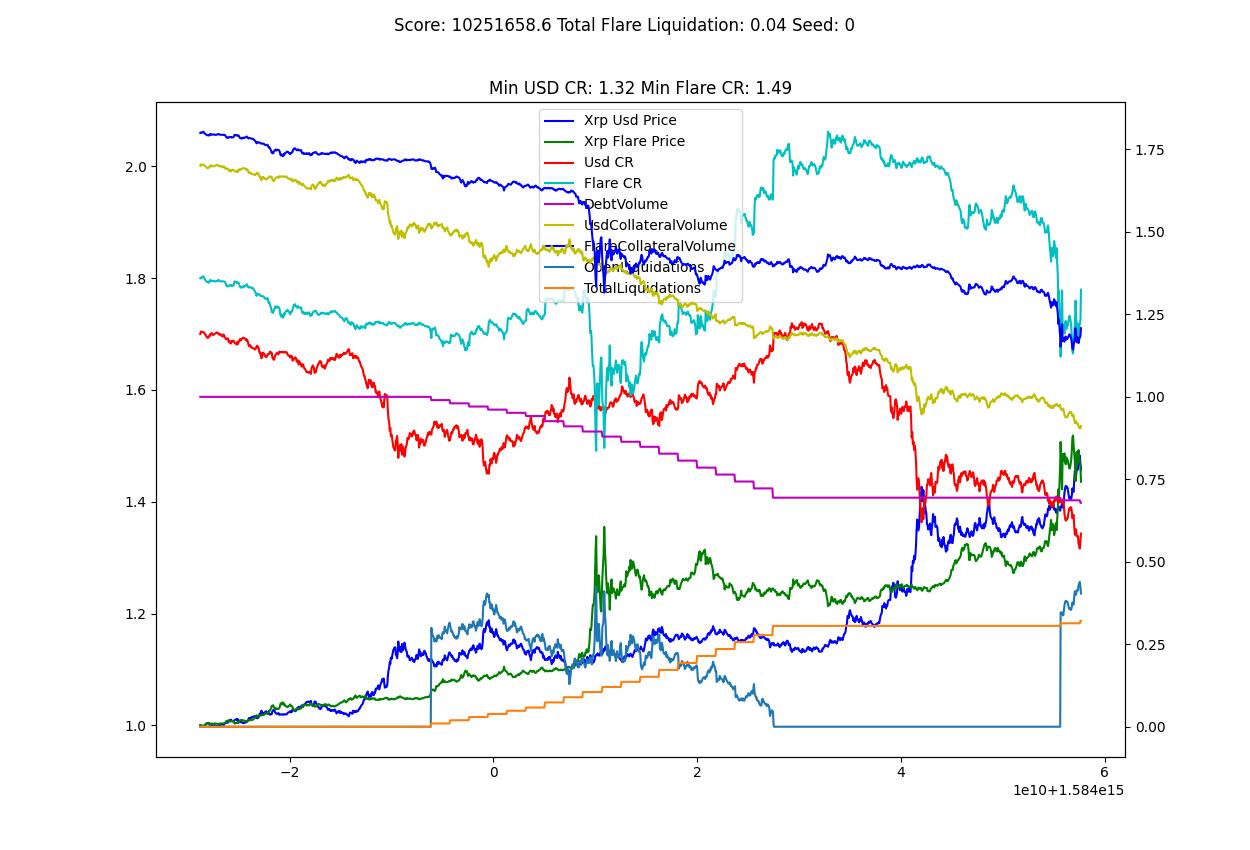 Score: 10251658.6 Total Flare Liquidation: 0.04 Seed: 0
Min USD CR: 1.32 Min Flare CR: 1.49
Xrp Usd Price
Xrp Flare Price
Usd CR
Flare CR
DebtVolume
UsdCollateralVolume
FlareCollateralVolume
OpenLiquidations
TotalLiquidations
2.0
1.8
1.6
1.4
1.2
1.0
1.75
1.50
1.25
1.00
0.75
0.50
0.25
0.00
−2
0
2
4
6
1e10+1.584e15